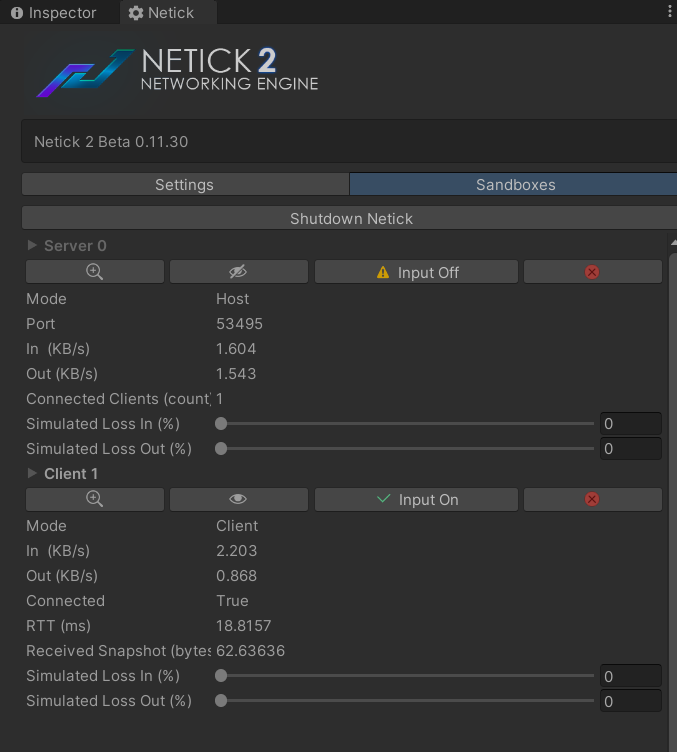 Inspector
Netick
NETICK 2
NETWORKING ENGINE
Netick 2 Beta 0.11.30
Settings
Sandboxes
Shutdown Netick
Server 0
Input Off
Mode Host
Port 53495
In (KB/s) 1.604
Out (KB/s) 1.543
Connected Clients (count) 1
Simulated Loss In (%) 0
Simulated Loss Out (%) 0
Client 1
Input On
Mode Client
In (KB/s) 2.203
Out (KB/s) 0.868
Connected True
RTT (ms) 18.8157
Received Snapshot (bytes 62.63636
Simulated Loss In (%) 0
Simulated Loss Out (%) 0